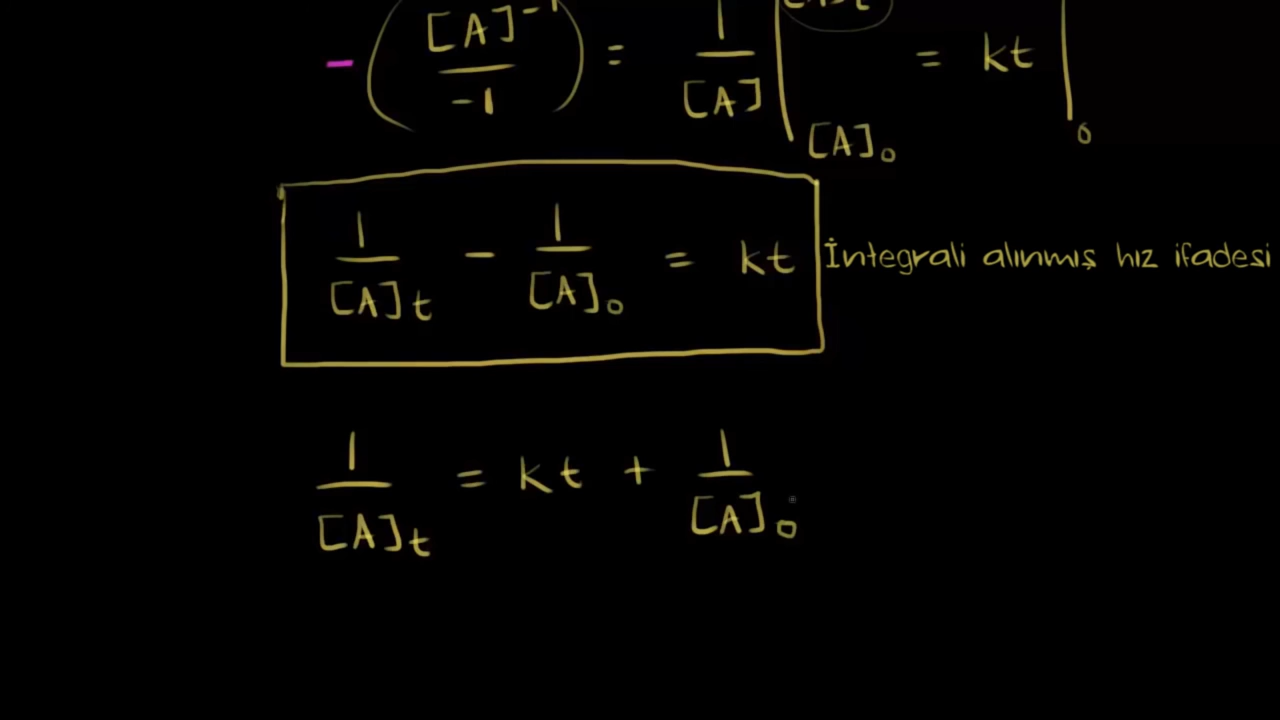 - ([A]⁻¹ / -1) = 1/[A] | [A]₀ = kt | ₀
1/[A]t - 1/[A]₀ = kt İntegrali alınmış hız ifadesi
1/[A]t = kt + 1/[A]₀